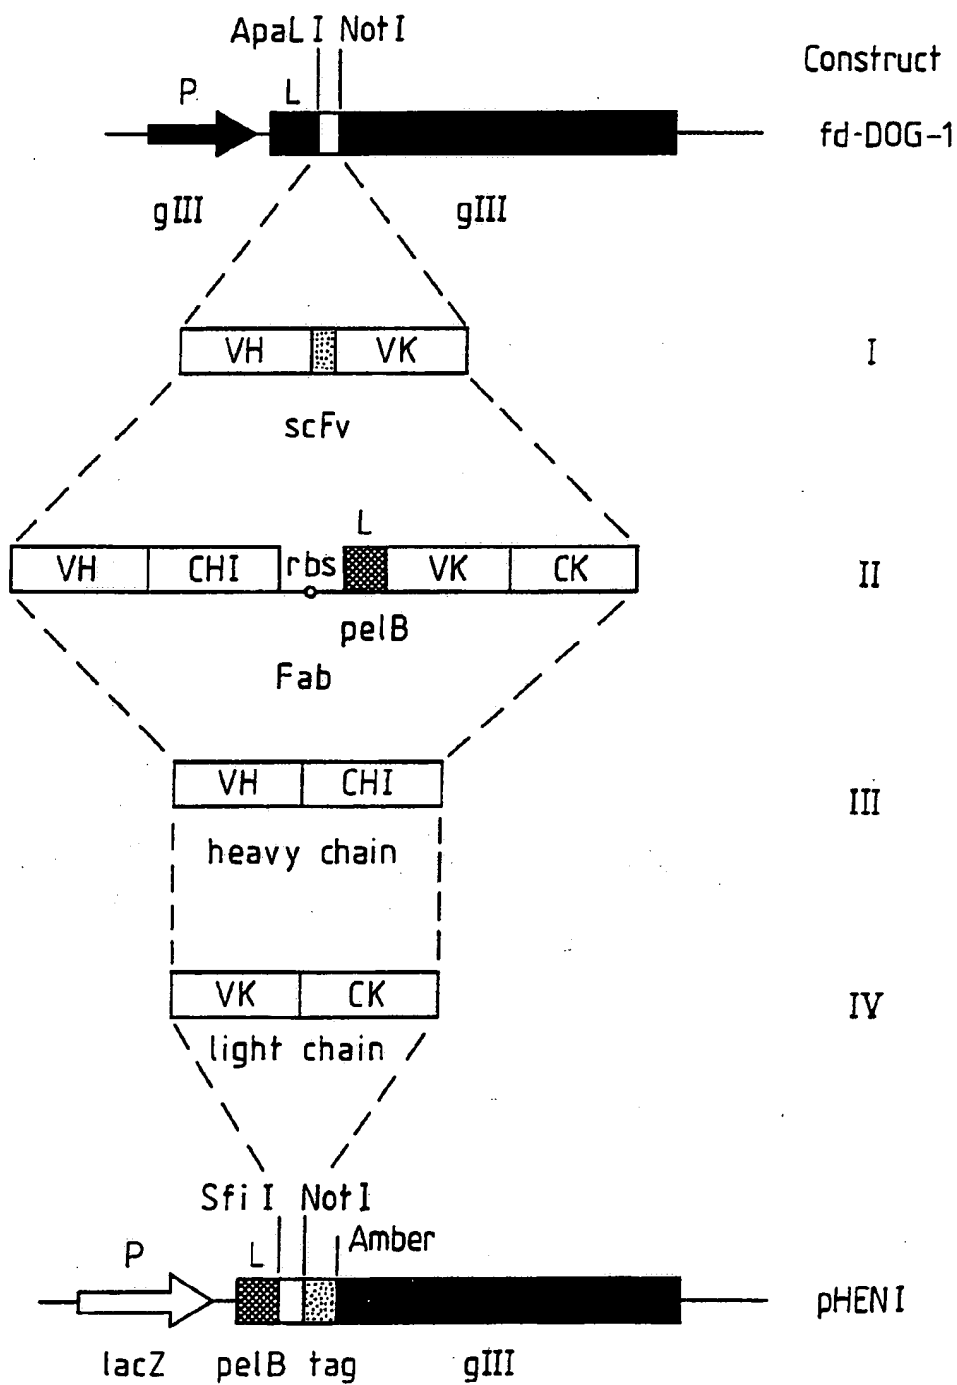 ApaL I Not I
Construct
P L
fd-DOG-1
gIII gIII
VH VK I
scFv
L
VH CHI rbs VK CK II
pelB
Fab
VH CHI III
heavy chain
VK CK IV
light chain
Sfi I Not I
P L Amber
pHEN I
lacZ pelB tag gIII